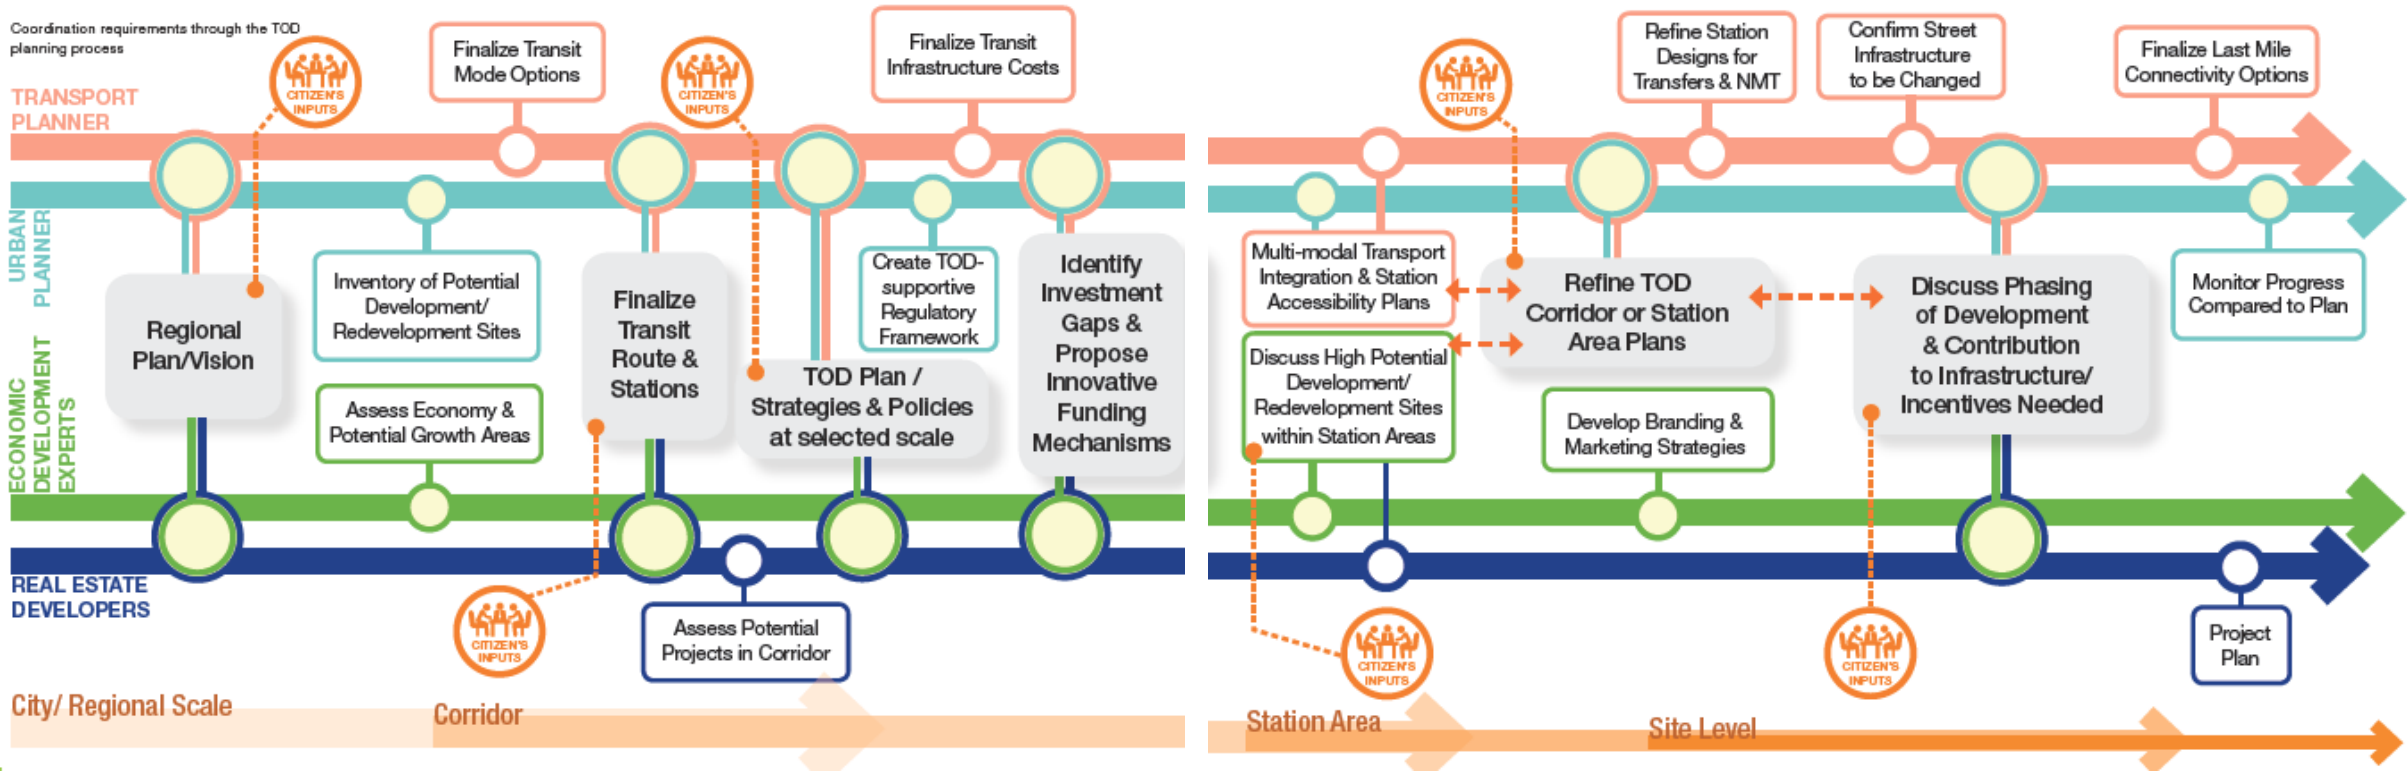 Coordination requirements through the TOD
planning process
TRANSPORT
PLANNER
URBAN
PLANNER
ECONOMIC
DEVELOPMENT
EXPERTS
REAL ESTATE
DEVELOPERS
CITIZEN'S
INPUTS
Finalize Transit
Mode Options
CITIZEN'S
INPUTS
Finalize Transit
Infrastructure Costs
CITIZEN'S
INPUTS
Refine Station
Designs for
Transfers & NMT
Confirm Street
Infrastructure
to be Changed
Finalize Last Mile
Connectivity Options
Regional
Plan/Vision
Inventory of Potential
Development/
Redevelopment Sites
Assess Economy &
Potential Growth Areas
Finalize
Transit
Route &
Stations
TOD Plan /
Strategies & Policies
at selected scale
Create TOD-
supportive
Regulatory
Framework
Identify
Investment
Gaps &
Propose
Innovative
Funding
Mechanisms
Multi-modal Transport
Integration & Station
Accessibility Plans
Discuss High Potential
Development/
Redevelopment Sites
within Station Areas
Refine TOD
Corridor or Station
Area Plans
Develop Branding &
Marketing Strategies
Discuss Phasing
of Development
& Contribution
to Infrastructure/
Incentives Needed
Monitor Progress
Compared to Plan
CITIZEN'S
INPUTS
Assess Potential
Projects in Corridor
CITIZEN'S
INPUTS
CITIZEN'S
INPUTS
Project
Plan
City/ Regional Scale
Corridor
Station Area
Site Level